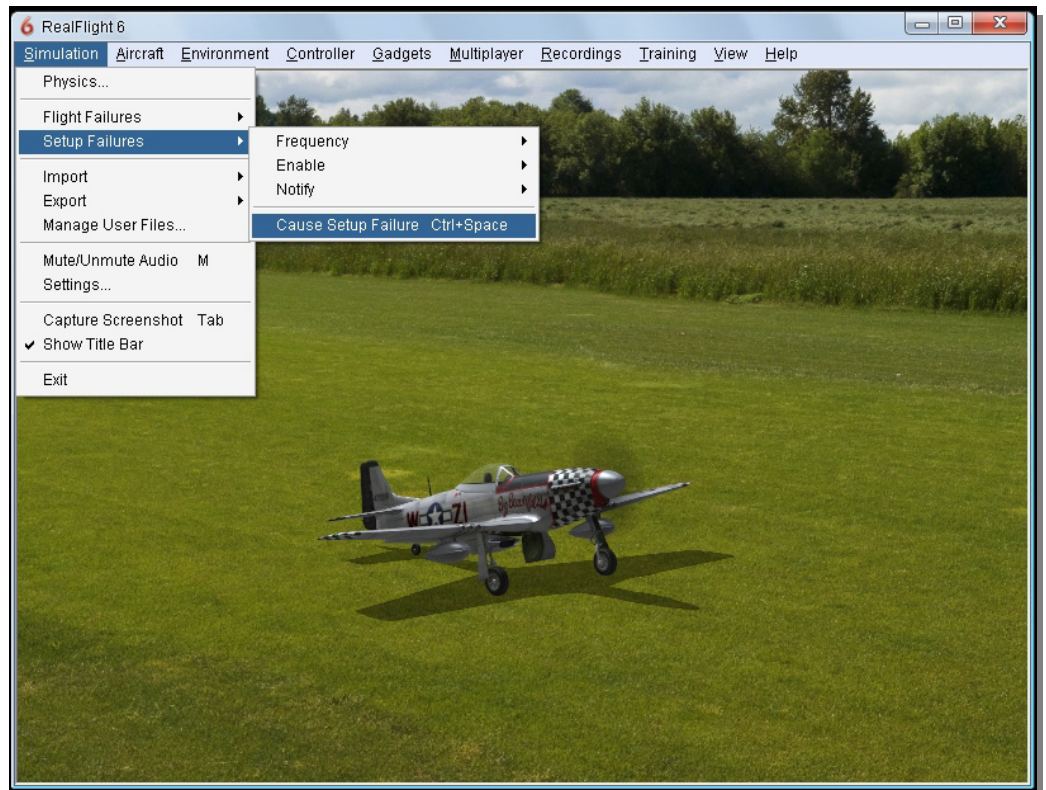 6 RealFlight 6
Simulation Aircraft Environment Controller Gadgets Multiplayer Recordings Training View Help
Physics...
Flight Failures
Setup Failures
Frequency
Enable
Notify
Cause Setup Failure Ctrl+Space
Import
Export
Manage User Files...
Mute/Unmute Audio M
Settings...
Capture Screenshot Tab
Show Title Bar
Exit
W ZI